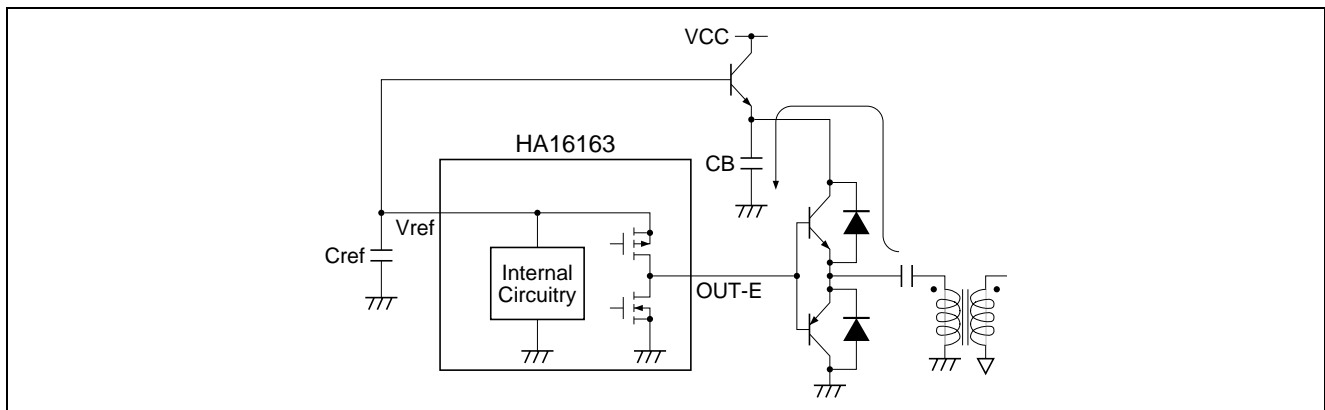 VCC
HA16163
CB
Vref
Cref
Internal
Circuitry
OUT-E